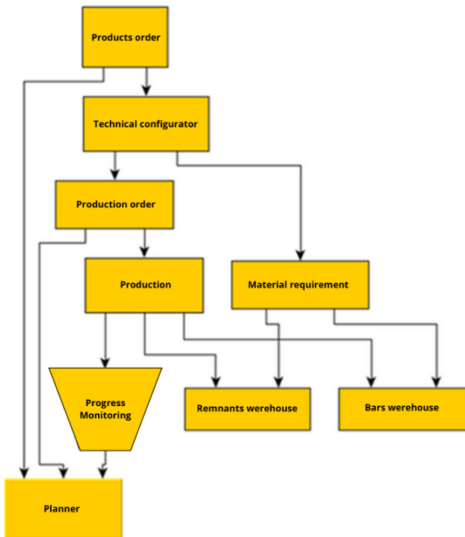 Products order
Technical configurator
Production order
Production
Material requirement
Progress
Monitoring
Remnants werehouse
Bars werehouse
Planner